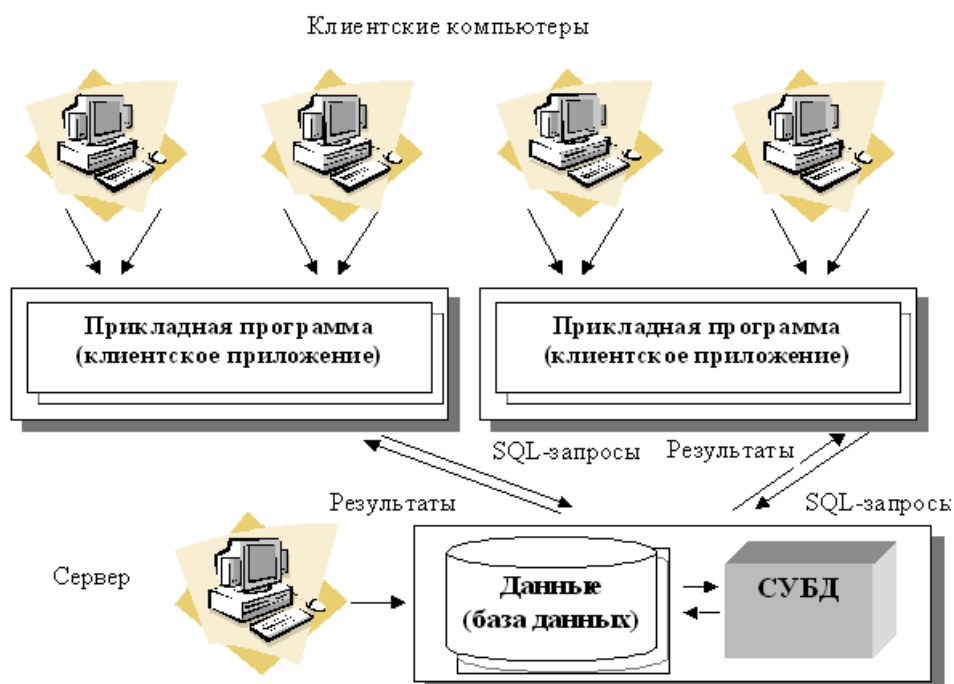 Клиентские компьютеры
Прикладная программа
(клиентское приложение)
Прикладная программа
(клиентское приложение)
SQL-запросы
Результаты
Результаты
SQL-запросы
Сервер
Данные
(база данных)
СУБД